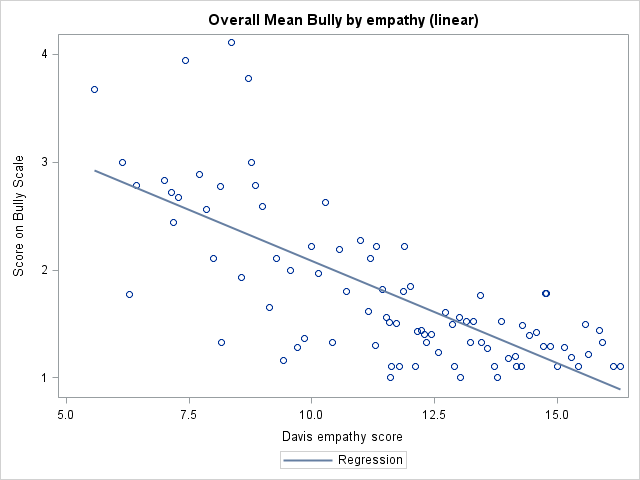 Overall Mean Bully by empathy (linear)
Score on Bully Scale
4
3
2
1
5.0 7.5 10.0 12.5 15.0
Davis empathy score
Regression